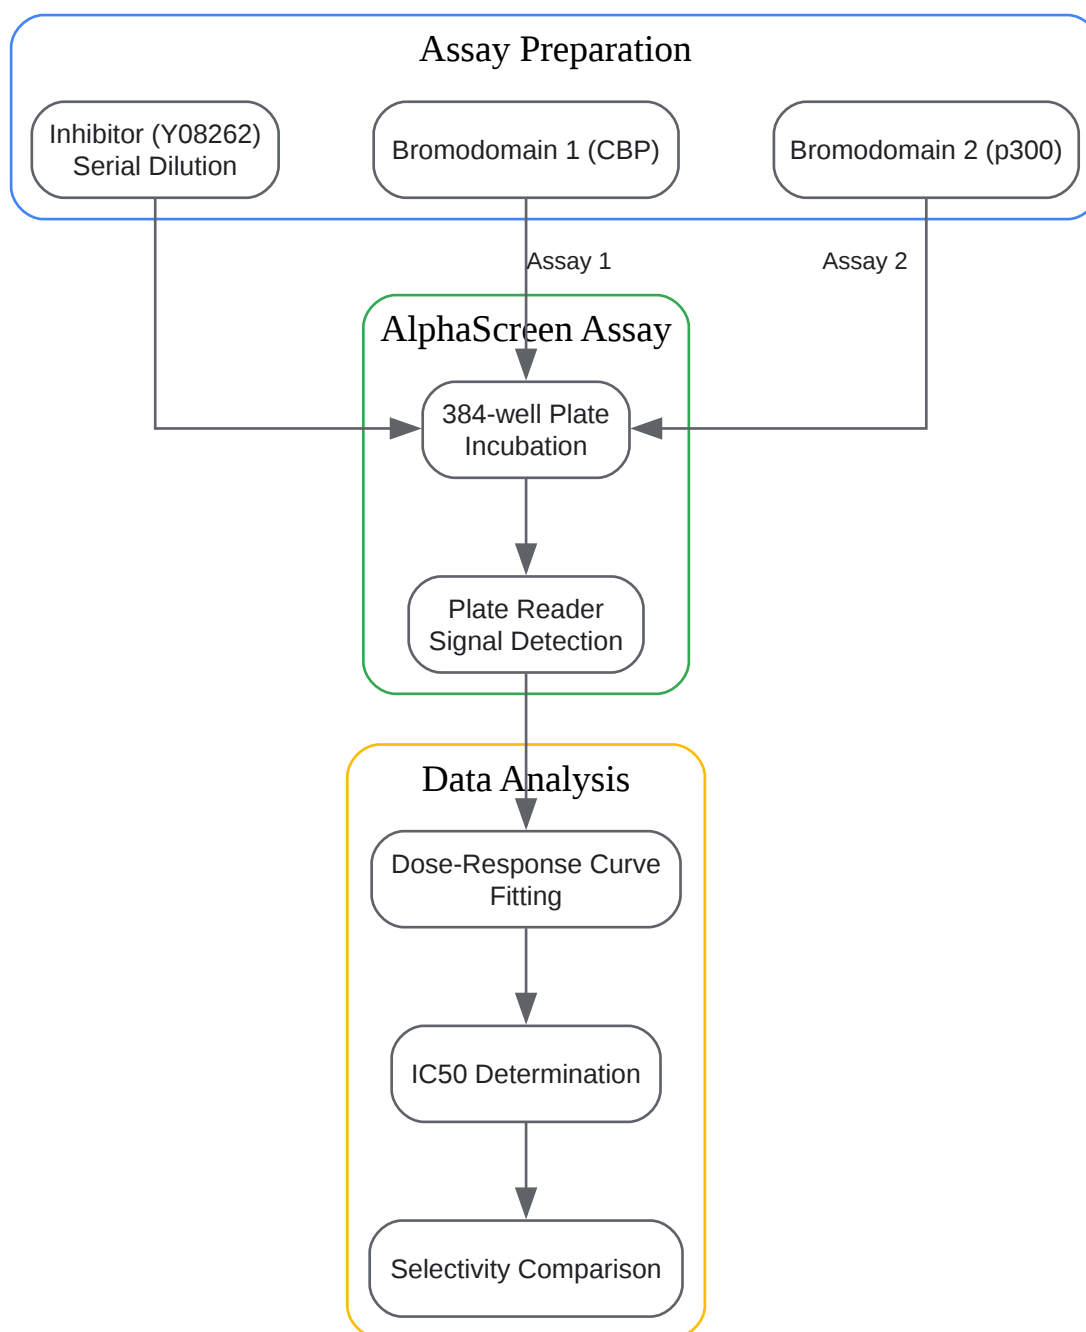 Assay Preparation
Inhibitor (Y08262)
Serial Dilution
Bromodomain 1 (CBP)
Bromodomain 2 (p300)
Assay 1
Assay 2
AlphaScreen Assay
384-well Plate
Incubation
Plate Reader
Signal Detection
Data Analysis
Dose-Response Curve
Fitting
IC50 Determination
Selectivity Comparison